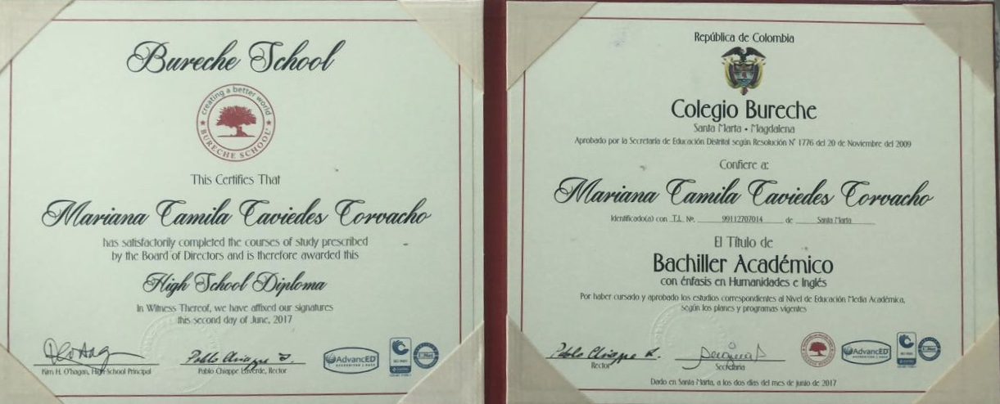 Bureche School
creating a better world
BURECHE SCHOOL
This Certifies That
Mariana Camila Caviedes Corvacho
has satisfactorily completed the courses of study prescribed
by the Board of Directors and is therefore awarded this
High School Diploma
In Witness Thereof, we have affixed our signatures
this second day of June, 2017
Kim H. O'hagan, High School Principal
Pablo Chiappe Laverde, Rector
AdvancED
República de Colombia
Colegio Bureche
Santa Marta • Magdalena
Aprobado por la Secretaría de Educación Distrital según Resolución N° 1776 del 20 de Noviembre del 2009
Confiere a:
Mariana Camila Caviedes Corvacho
Identificado(a) con T.I. Nº. 99112707014 de Santa Marta
El Título de
Bachiller Académico
con énfasis en Humanidades e Inglés
Por haber cursado y aprobado los estudios correspondientes al Nivel de Educación Media Académica,
según los planes y programas vigentes
Pablo Chiappe
Rector
Secretaria
AdvancED
Dado en Santa Marta, a los dos días del mes de junio de 2017